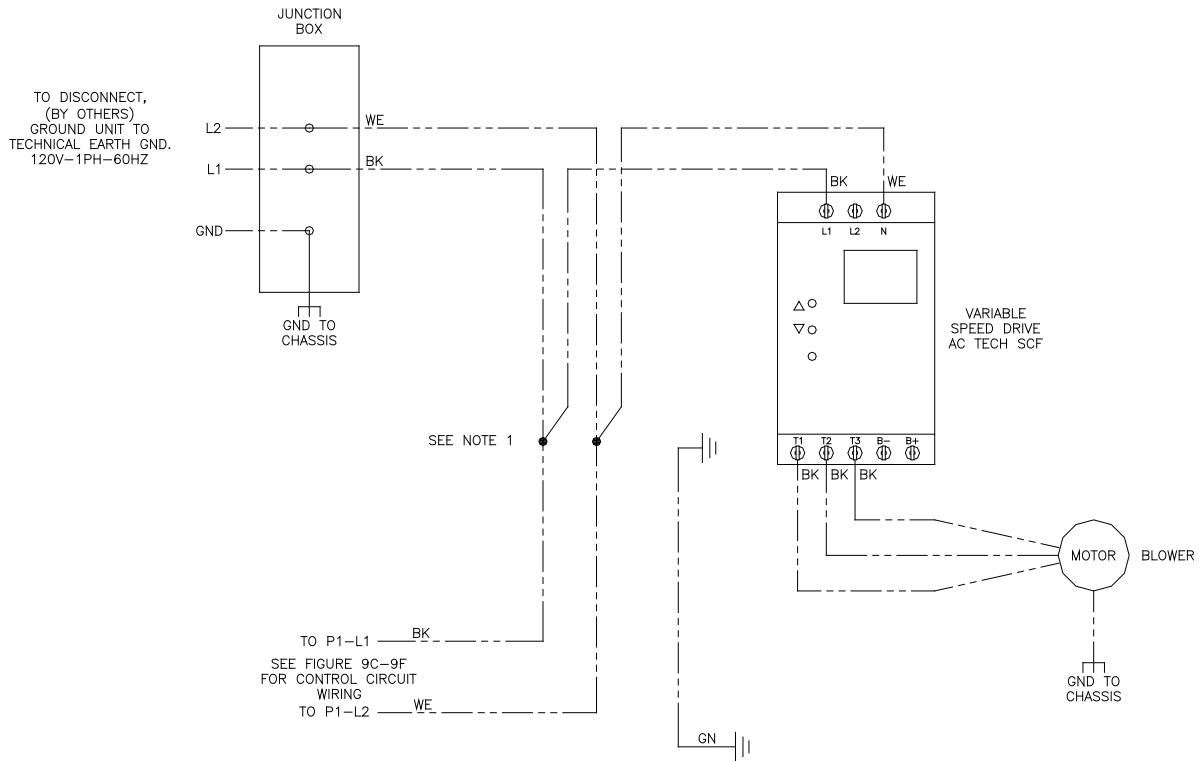 JUNCTION
BOX
TO DISCONNECT,
(BY OTHERS)
GROUND UNIT TO
TECHNICAL EARTH GND.
120V-1PH-60HZ
L2
WE
L1
BK
GND
GND TO
CHASSIS
BK
WE
L1
L2
N
VARIABLE
SPEED DRIVE
AC TECH SCF
SEE NOTE 1
T1
T2
T3
B-
B+
BK
BK
BK
MOTOR
BLOWER
GND TO
CHASSIS
TO P1-L1
BK
SEE FIGURE 9C-9F
FOR CONTROL CIRCUIT
WIRING
TO P1-L2
WE
GN